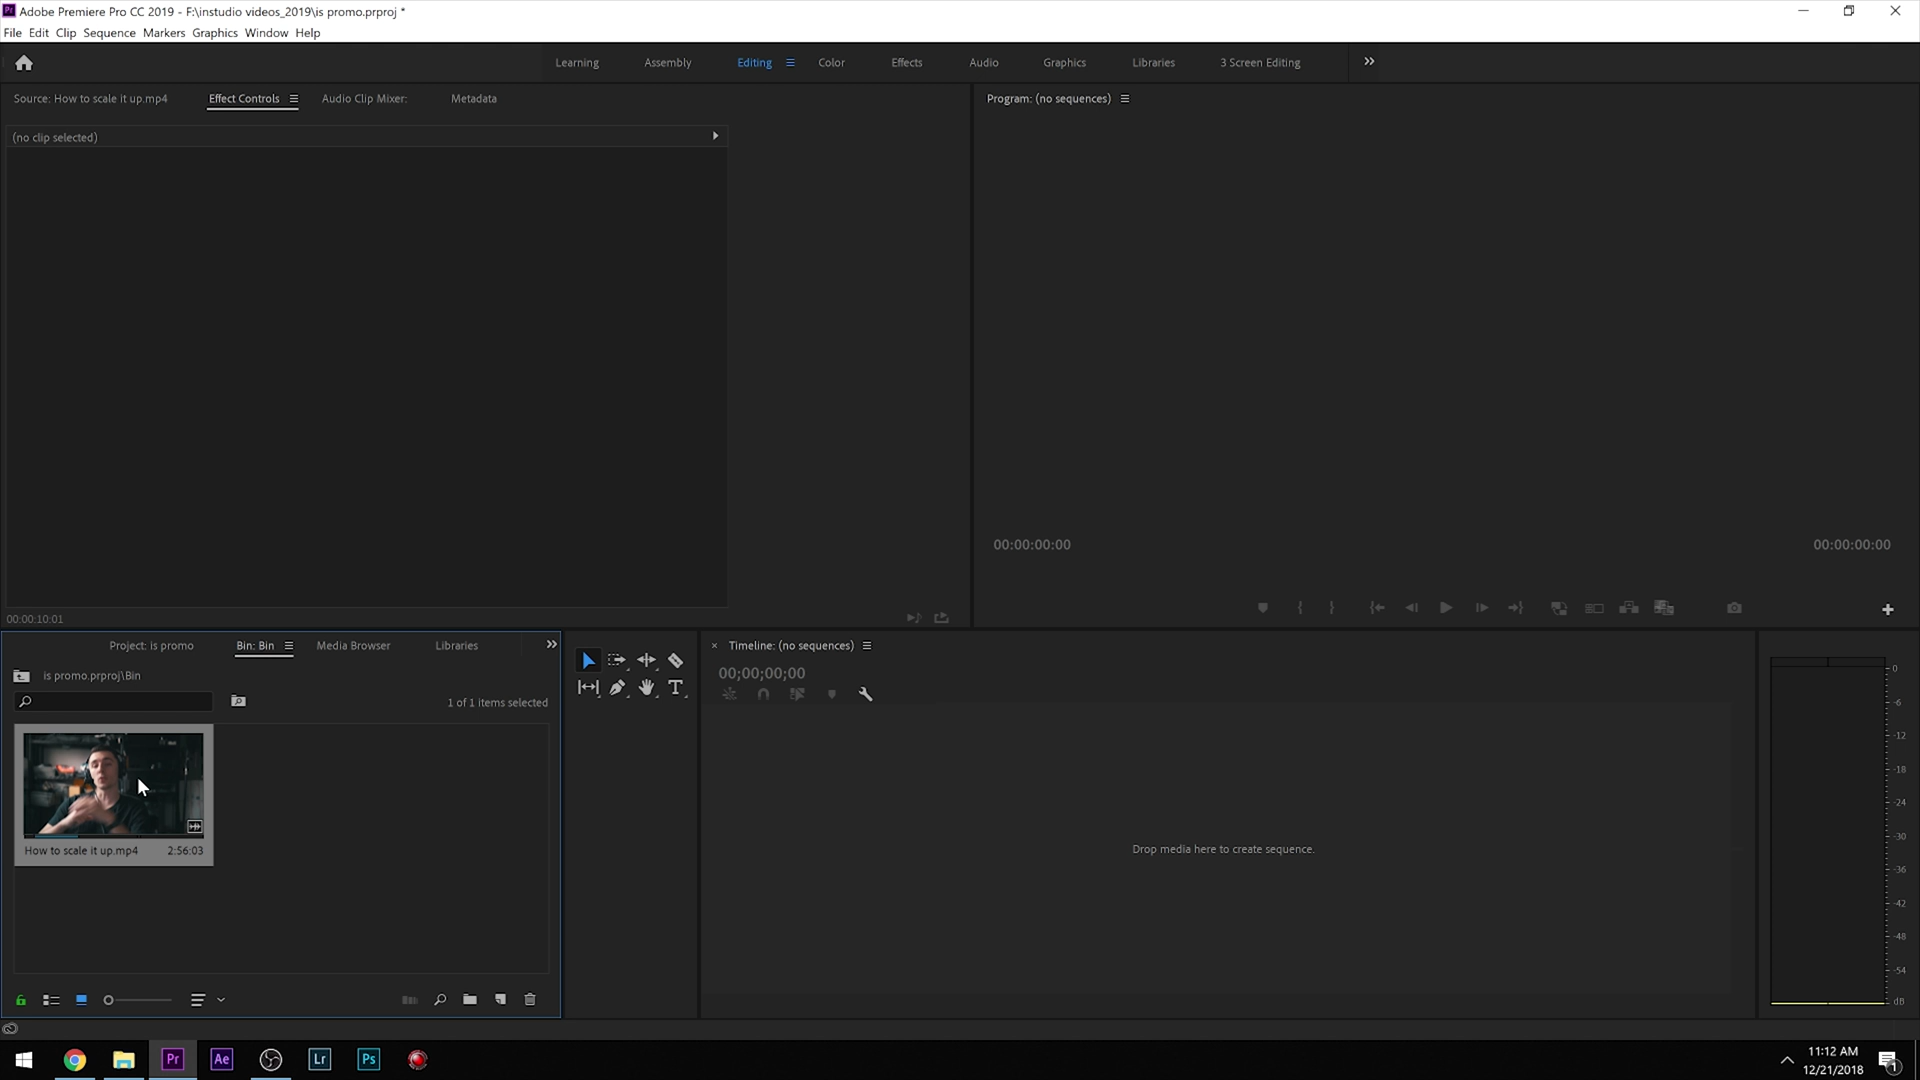 Adobe Premiere Pro CC 2019 - F:\instudio videos_2019\is promo.prproj *
File Edit Clip Sequence Markers Graphics Window Help
Learning Assembly Editing Color Effects Audio Graphics Libraries 3 Screen Editing
Source: How to scale it up.mp4 Effect Controls Audio Clip Mixer: Metadata
Program: (no sequences)
(no clip selected)
00:00:00:00 00:00:00:00
00:00:10:01
Project: is promo Bin: Bin Media Browser Libraries
Timeline: (no sequences)
is promo.prproj\Bin
00;00;00;00
1 of 1 items selected
How to scale it up.mp4 2:56:03
Drop media here to create sequence.
0
-6
-12
-18
-24
-30
-36
-42
-48
-54
dB
Pr Ae Lr Ps
11:12 AM
12/21/2018
1